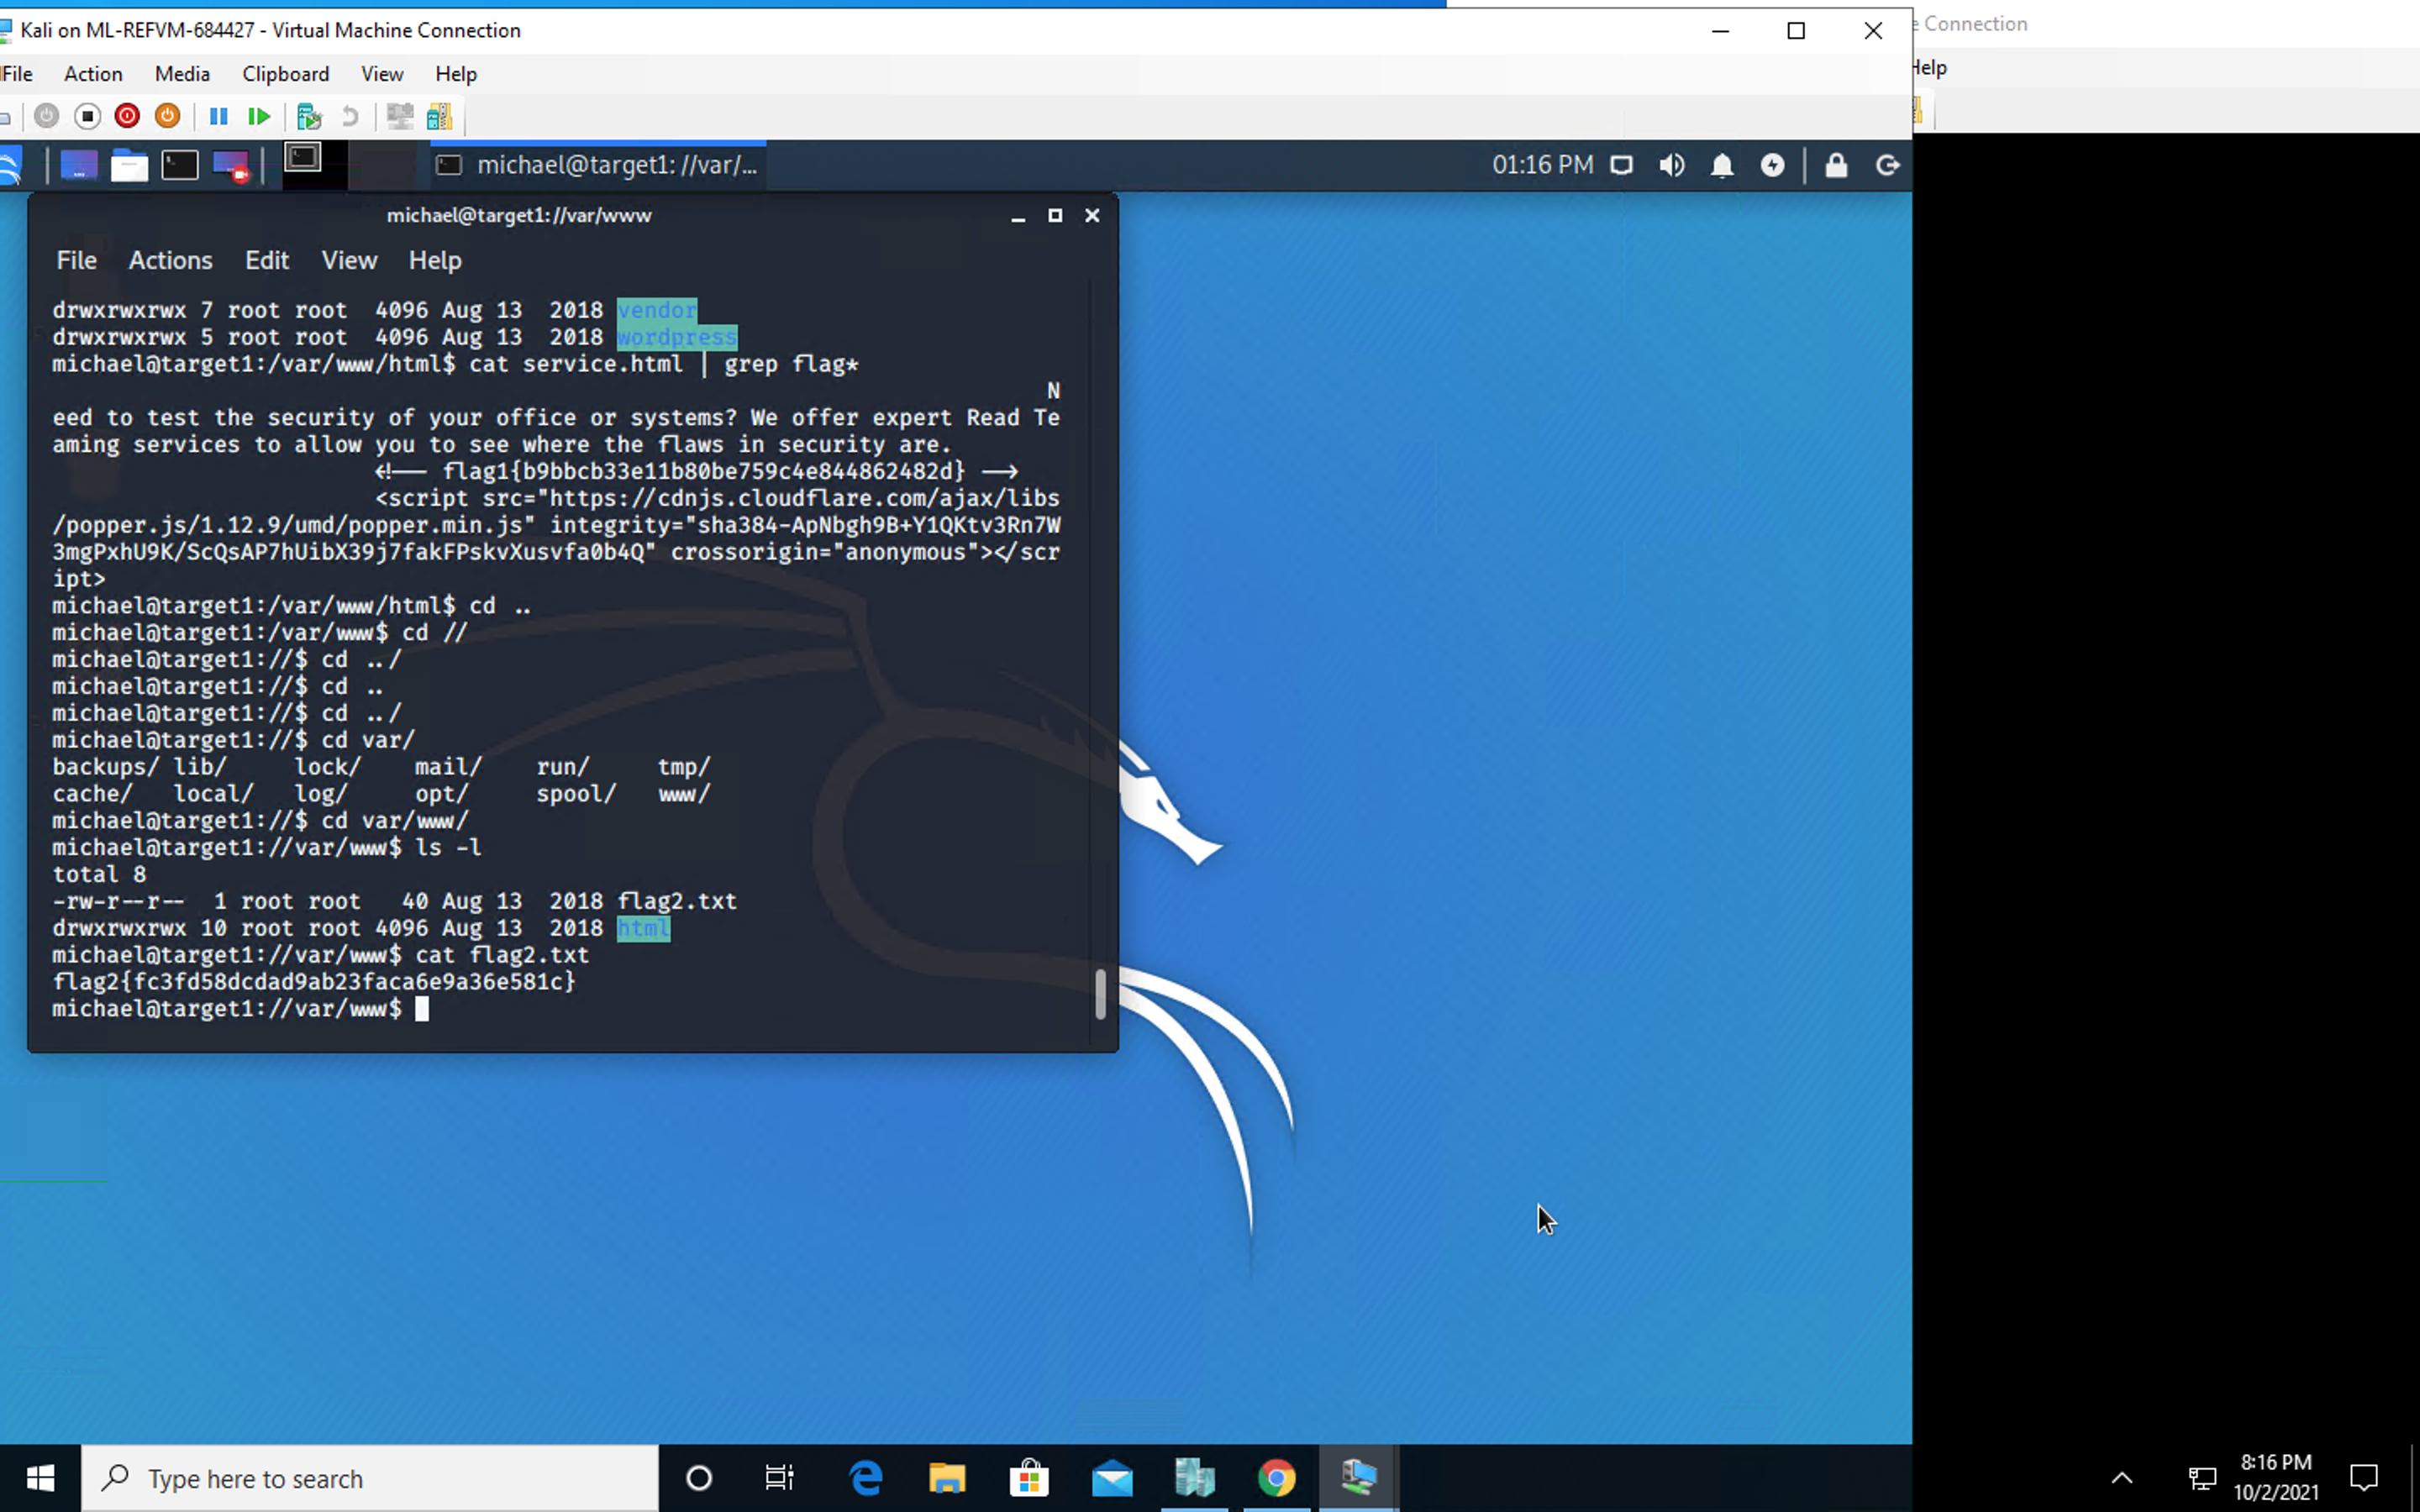 Kali on ML-REFVM-684427 - Virtual Machine Connection
Connection
File Action Media Clipboard View Help
Help
michael@target1: //var/...
01:16 PM
michael@target1://var/www
File Actions Edit View Help
drwxrwxrwx 7 root root 4096 Aug 13 2018 vendor
drwxrwxrwx 5 root root 4096 Aug 13 2018 wordpress
michael@target1:/var/www/html$ cat service.html | grep flag*
N
eed to test the security of your office or systems? We offer expert Read Te
aming services to allow you to see where the flaws in security are.
<!-- flag1{b9bbcb33e11b80be759c4e844862482d} -->
<script src="https://cdnjs.cloudflare.com/ajax/libs
/popper.js/1.12.9/umd/popper.min.js" integrity="sha384-ApNbgh9B+Y1QKtv3Rn7W
3mgPxhU9K/ScQsAP7hUibX39j7fakFPskvXusvfa0b4Q" crossorigin="anonymous"></scr
ipt>
michael@target1:/var/www/html$ cd ..
michael@target1:/var/www$ cd //
michael@target1://$ cd ../
michael@target1://$ cd ..
michael@target1://$ cd ../
michael@target1://$ cd var/
backups/ lib/ lock/ mail/ run/ tmp/
cache/ local/ log/ opt/ spool/ www/
michael@target1://$ cd var/www/
michael@target1://var/www$ ls -l
total 8
-rw-r--r-- 1 root root 40 Aug 13 2018 flag2.txt
drwxrwxrwx 10 root root 4096 Aug 13 2018 html
michael@target1://var/www$ cat flag2.txt
flag2{fc3fd58dcdad9ab23faca6e9a36e581c}
michael@target1://var/www$
Type here to search
8:16 PM
10/2/2021